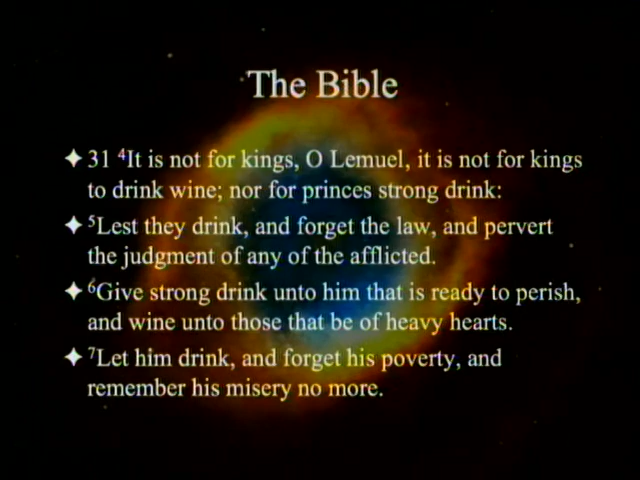 The Bible
✦ 31 ⁴It is not for kings, O Lemuel, it is not for kings
to drink wine; nor for princes strong drink:
✦ ⁵Lest they drink, and forget the law, and pervert
the judgment of any of the afflicted.
✦ ⁶Give strong drink unto him that is ready to perish,
and wine unto those that be of heavy hearts.
✦ ⁷Let him drink, and forget his poverty, and
remember his misery no more.